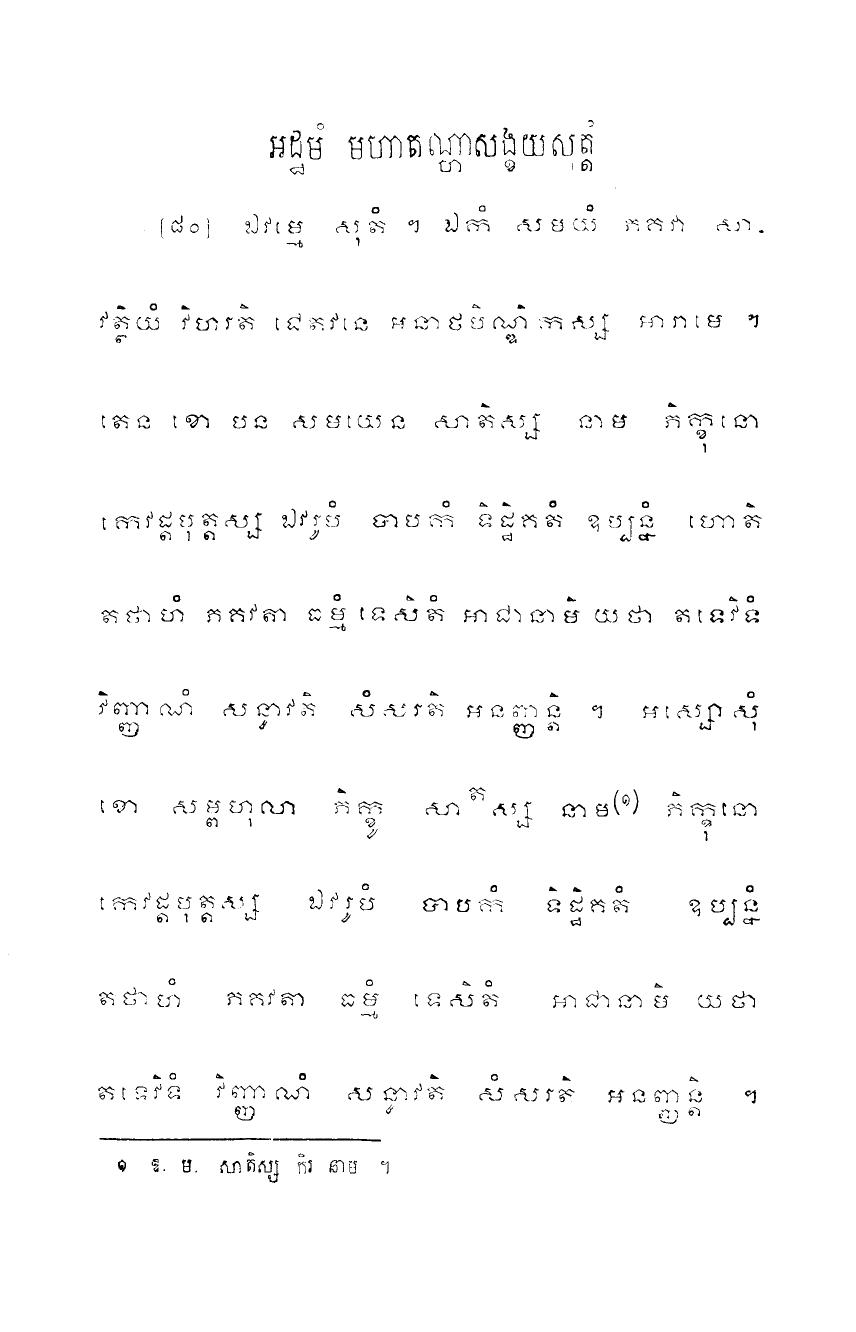 អដ្ឋមំ មហាតណ្ហាសង្ខយសុត្តំ
[៨០] ឯវម្មេ សុតំ ។ ឯកំ សមយំ ភគវា សា-
វត្ថិយំ វិហរតិ ជេតវនេ អនាថបិណ្ឌិកស្ស អារាមេ ។
តេន ខោ បន សមយេន សាតិស្ស នាម ភិក្ខុនោ
កេវដ្តបុត្តស្ស ឯវរូបំ បាបកំ ទិដ្ឋិគតំ ឧប្បន្នំ ហោតិ
តថាហំ ភគវតា ធម្មំ ទេសិតំ អាជានាមិ យថា តទេវិទំ
វិញ្ញាណំ សន្ធាវតិ សំសរតិ អនញ្ញន្តិ ។ អស្សោសុំ
ខោ សម្ពហុលា ភិក្ខូ សាតិស្ស នាម(១) ភិក្ខុនោ
កេវដ្តបុត្តស្ស ឯវរូបំ បាបកំ ទិដ្ឋិគតំ ឧប្បន្នំ
តថាហំ ភគវតា ធម្មំ ទេសិតំ អាជានាមិ យថា
តទេវិទំ វិញ្ញាណំ សន្ធាវតិ សំសរតិ អនញ្ញន្តិ ។
១ ឱ. ម. សាតិស្ស កិរ នាម ។